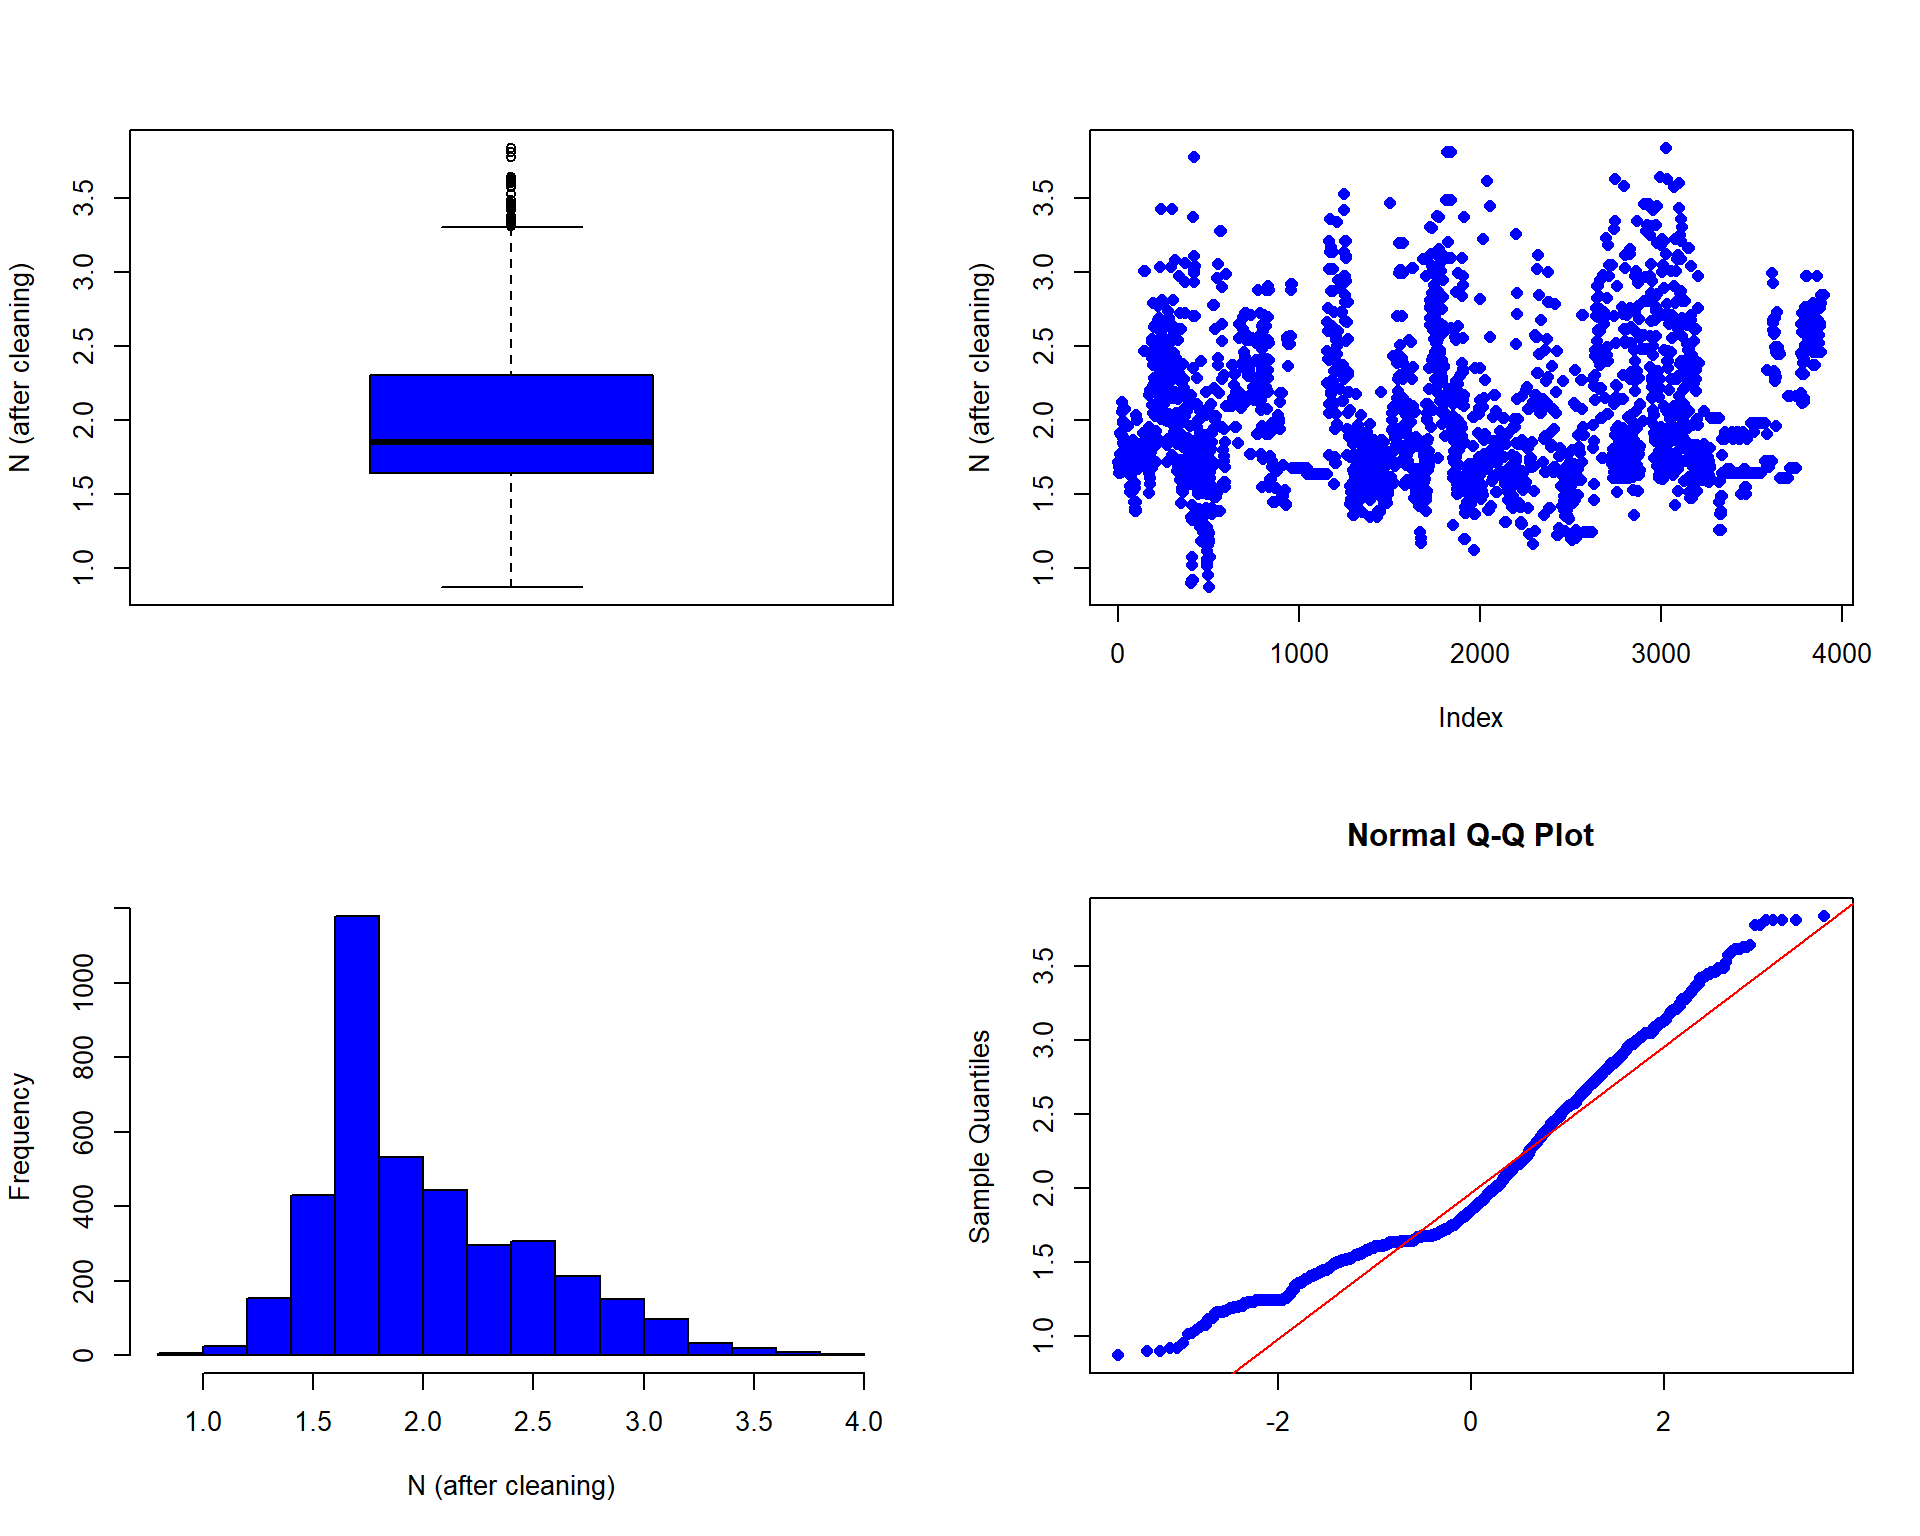 N (after cleaning)
3.5
3.0
2.5
2.0
1.5
1.0
N (after cleaning)
3.5
3.0
2.5
2.0
1.5
1.0
0 1000 2000 3000 4000
Index
Frequency
1000
800
600
400
200
0
1.0 1.5 2.0 2.5 3.0 3.5 4.0
N (after cleaning)
Normal Q-Q Plot
Sample Quantiles
3.5
3.0
2.5
2.0
1.5
1.0
-2 0 2